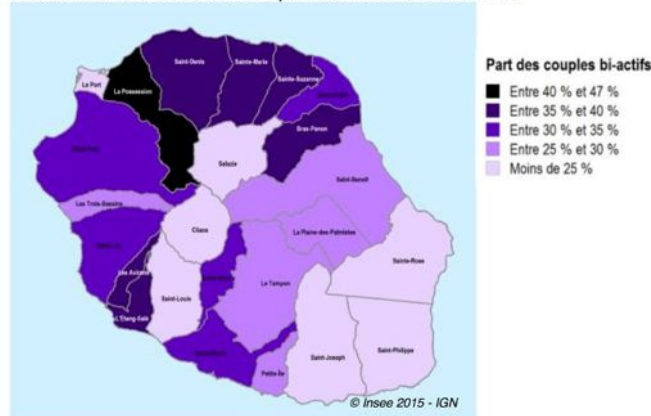 Part des couples bi-actifs
Entre 40 % et 47 %
Entre 35 % et 40 %
Entre 30 % et 35 %
Entre 25 % et 30 %
Moins de 25 %
Saint-Denis
Sainte-Marie
Sainte-Suzanne
Le Port
La Possession
Bras-Panon
Salazie
Saint-Benoit
Les Trois-Bassins
Cilaos
La Plaine-des-Palmistes
Sainte-Rose
Les Avirons
Le Tampon
Saint-Louis
L'Etang-Salé
Saint-Joseph
Saint-Philippe
Petite-Île
© Insee 2015 - IGN